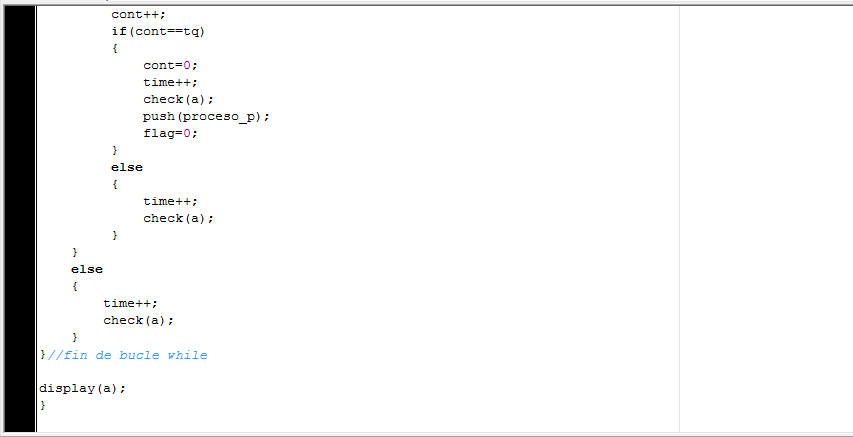 cont++;
if(cont==tq)
{
cont=0;
time++;
check(a);
push(proceso_p);
flag=0;
}
else
{
time++;
check(a);
}
}
else
{
time++;
check(a);
}
}//fin de bucle while
display(a);
}